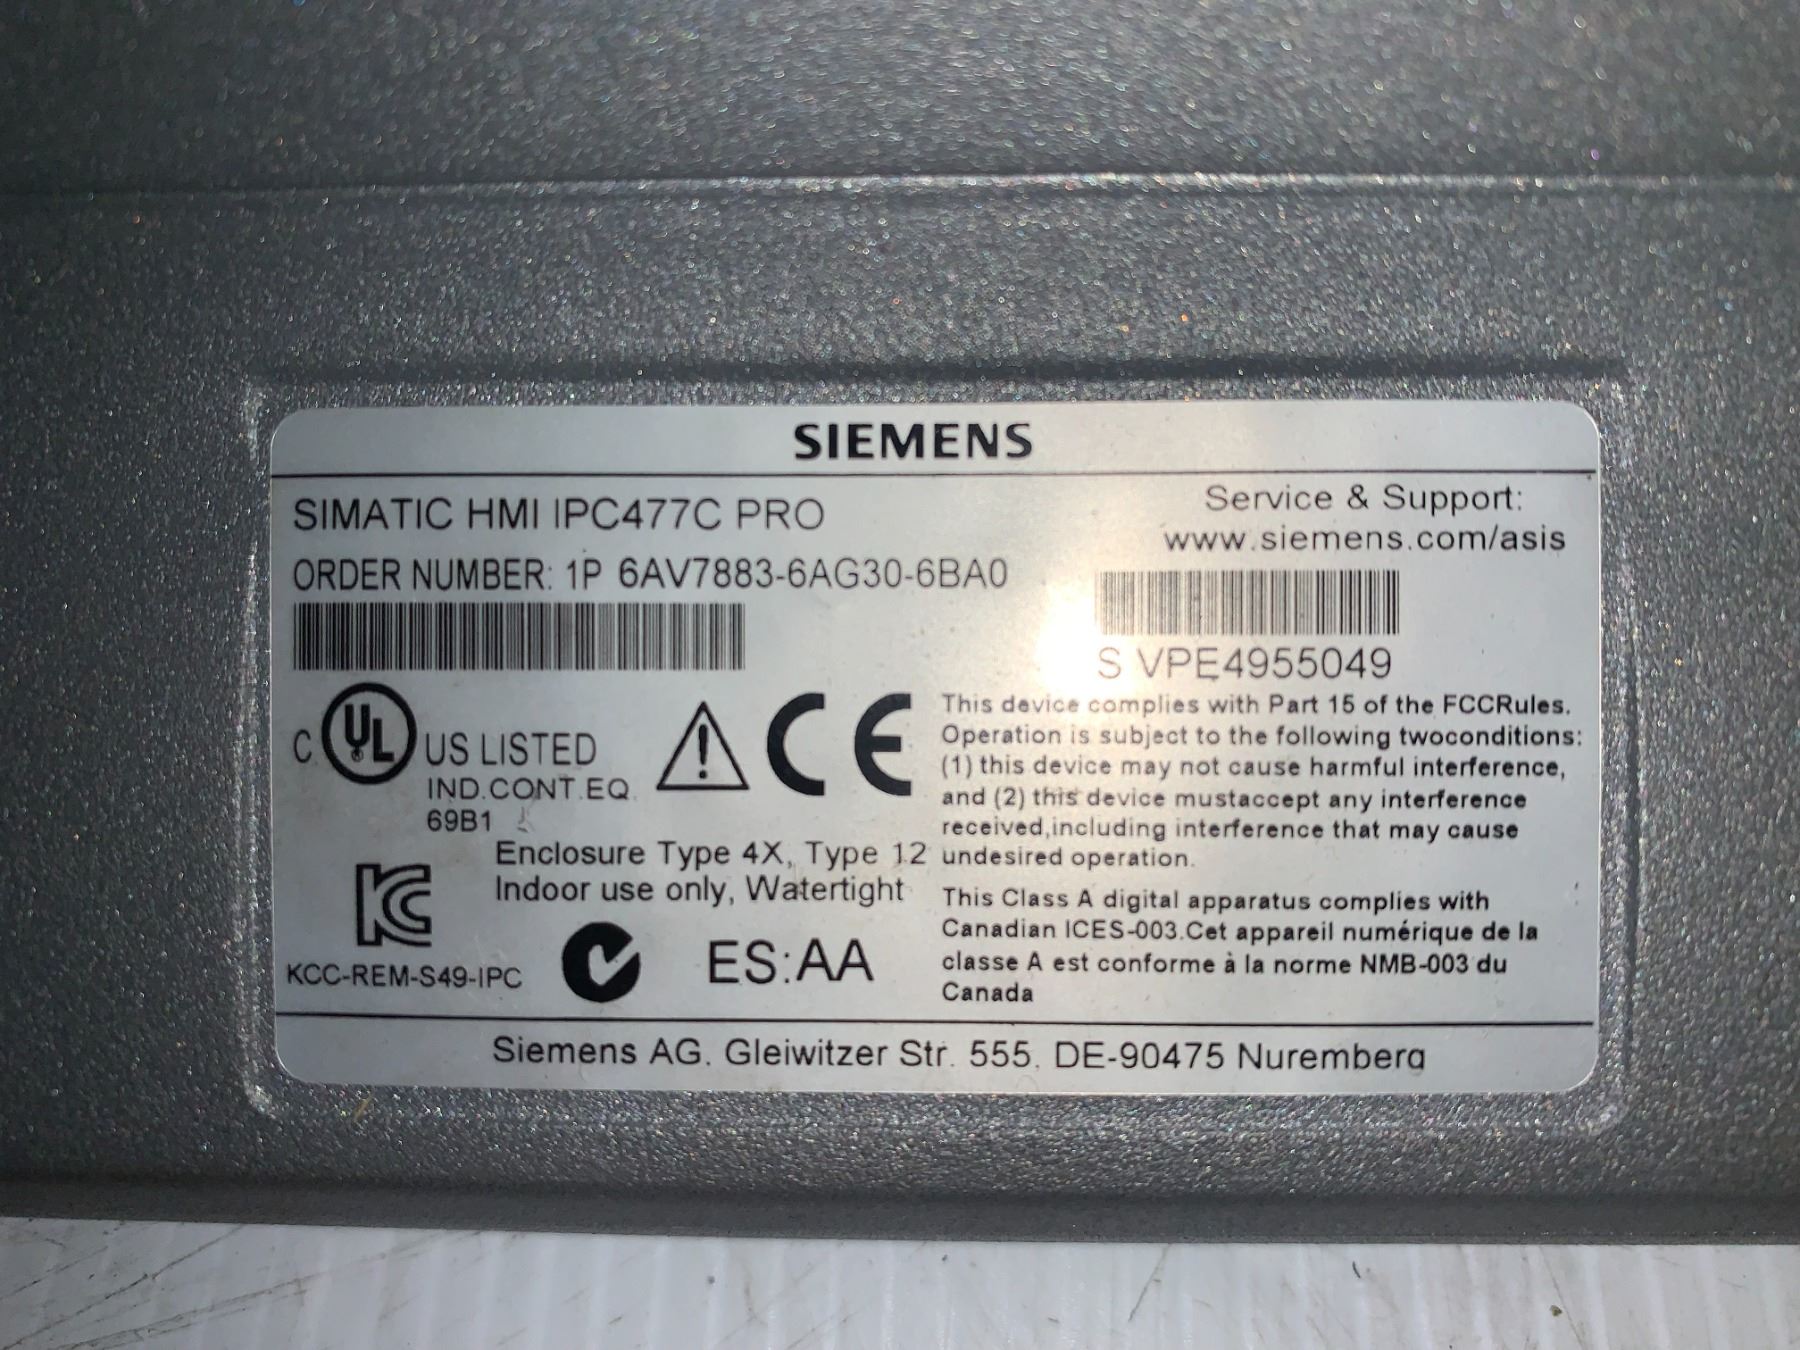 SIEMENS
SIMATIC HMI IPC477C PRO
ORDER NUMBER: 1P 6AV7883-6AG30-6BA0
Service & Support:
www.siemens.com/asis
S VPE4955049
C UL ® US LISTED
IND.CONT.EQ.
69B1
CE
This device complies with Part 15 of the FCCRules.
Operation is subject to the following twoconditions:
(1) this device may not cause harmful interference,
and (2) this device mustaccept any interference
received,including interference that may cause
undesired operation.
Enclosure Type 4X, Type 12
Indoor use only, Watertight
KC
KCC-REM-S49-IPC
ES:AA
This Class A digital apparatus complies with
Canadian ICES-003.Cet appareil numérique de la
classe A est conforme à la norme NMB-003 du
Canada
Siemens AG. Gleiwitzer Str. 555. DE-90475 Nuremberg